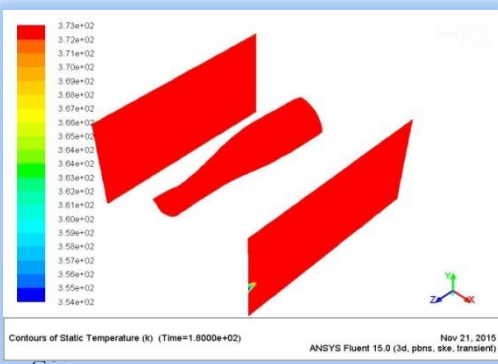 3.73e+02
3.72e+02
3.71e+02
3.70e+02
3.69e+02
3.68e+02
3.67e+02
3.66e+02
3.65e+02
3.64e+02
3.63e+02
3.62e+02
3.61e+02
3.60e+02
3.59e+02
3.58e+02
3.57e+02
3.56e+02
3.55e+02
3.54e+02
Y
Z
X
Contours of Static Temperature (k) (Time=1.8000e+02)
Nov 21, 2015
ANSYS Fluent 15.0 (3d, pbns, ske, transient)